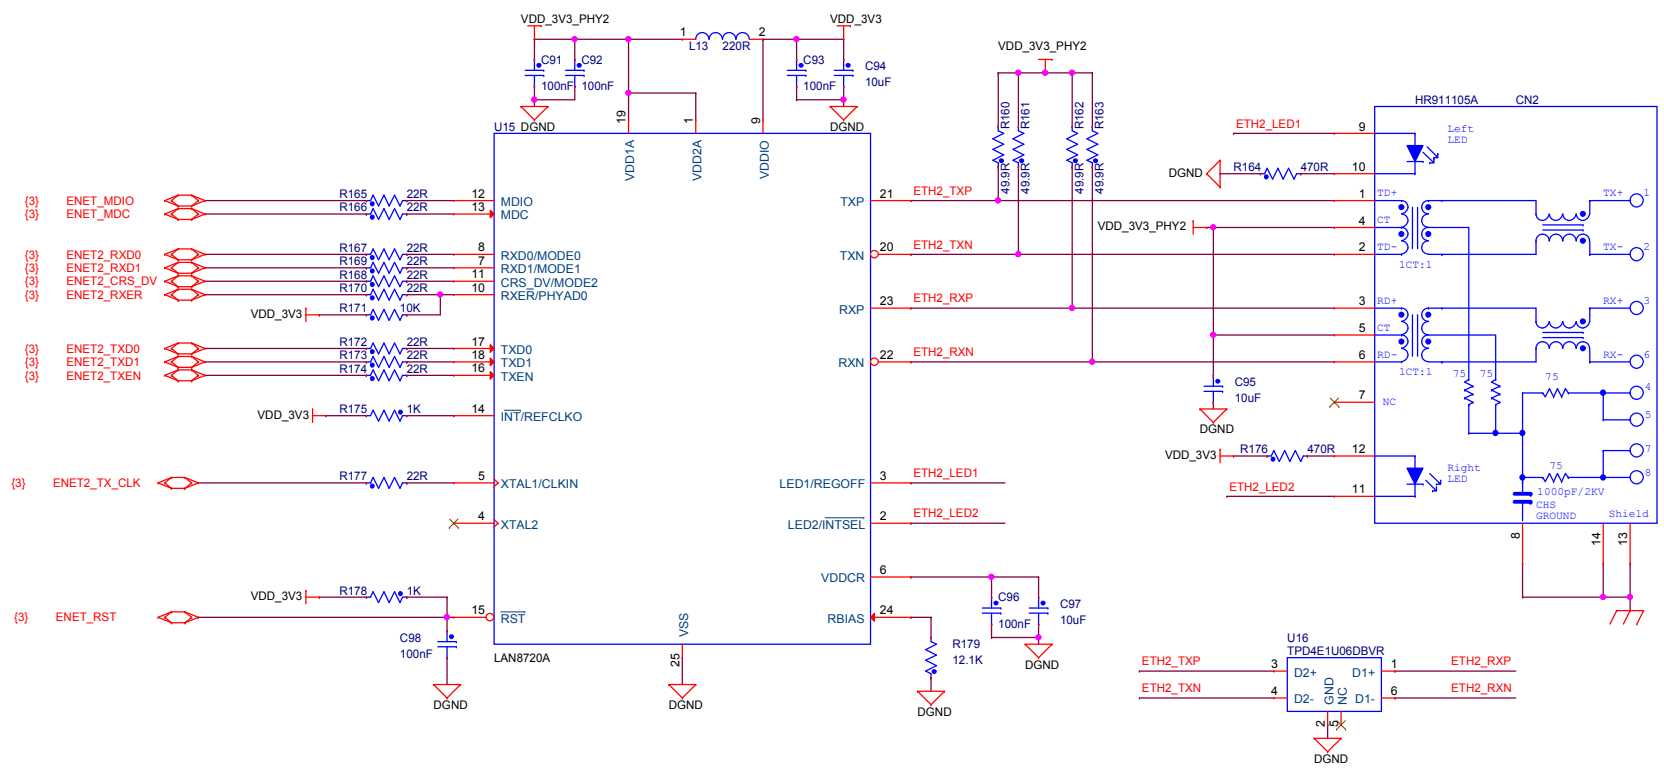 VDD_3V3_PHY2
1 2
L13 220R
VDD_3V3
C91
100nF
C92
100nF
C93
100nF
C94
10uF
DGND
DGND
U15
19
1
9
VDD1A
VDD2A
VDDIO
{3} ENET_MDIO R165 22R 12 MDIO
{3} ENET_MDC R166 22R 13 MDC
{3} ENET2_RXD0 R167 22R 8 RXD0/MODE0
{3} ENET2_RXD1 R169 22R 7 RXD1/MODE1
{3} ENET2_CRS_DV R168 22R 11 CRS_DV/MODE2
{3} ENET2_RXER R170 22R 10 RXER/PHYAD0
VDD_3V3 R171 10K
{3} ENET2_TXD0 R172 22R 17 TXD0
{3} ENET2_TXD1 R173 22R 18 TXD1
{3} ENET2_TXEN R174 22R 16 TXEN
VDD_3V3 R175 1K 14 INT/REFCLKO
{3} ENET2_TX_CLK R177 22R 5 XTAL1/CLKIN
4 XTAL2
VDD_3V3 R178 1K
{3} ENET_RST 15 RST
C98
100nF
DGND
LAN8720A
VSS
25
DGND
TXP 21 ETH2_TXP
TXN 20 ETH2_TXN
RXP 23 ETH2_RXP
RXN 22 ETH2_RXN
LED1/REGOFF 3 ETH2_LED1
LED2/INTSEL 2 ETH2_LED2
VDDCR 6
RBIAS 24
C96
100nF
C97
10uF
DGND
R179
12.1K
DGND
VDD_3V3_PHY2
R160
R161
R162
R163
49.9R
49.9R
49.9R
49.9R
HR911105A CN2
ETH2_LED1 9
Left
LED
DGND R164 470R 10
1 TD+ TX+ 1
VDD_3V3_PHY2 4 CT
2 TD- TX- 2
1CT:1
3 RD+ RX+ 3
5 CT
6 RD- RX- 6
1CT:1
C95
10uF
DGND
7 NC
75 75 75
4
5
7
8
75
VDD_3V3 R176 470R 12
Right
LED
ETH2_LED2 11
1000pF/2KV
CHS
GROUND
Shield
8
14
13
U16
TPD4E1U06DBVR
ETH2_TXP 3 D2+ D1+ 1 ETH2_RXP
ETH2_TXN 4 D2- D1- 6 ETH2_RXN
GND
NC
2
5
DGND